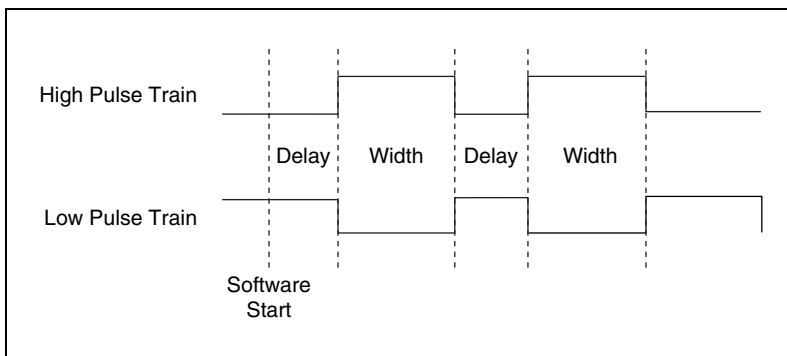 High Pulse Train
Delay Width Delay Width
Low Pulse Train
Software
Start